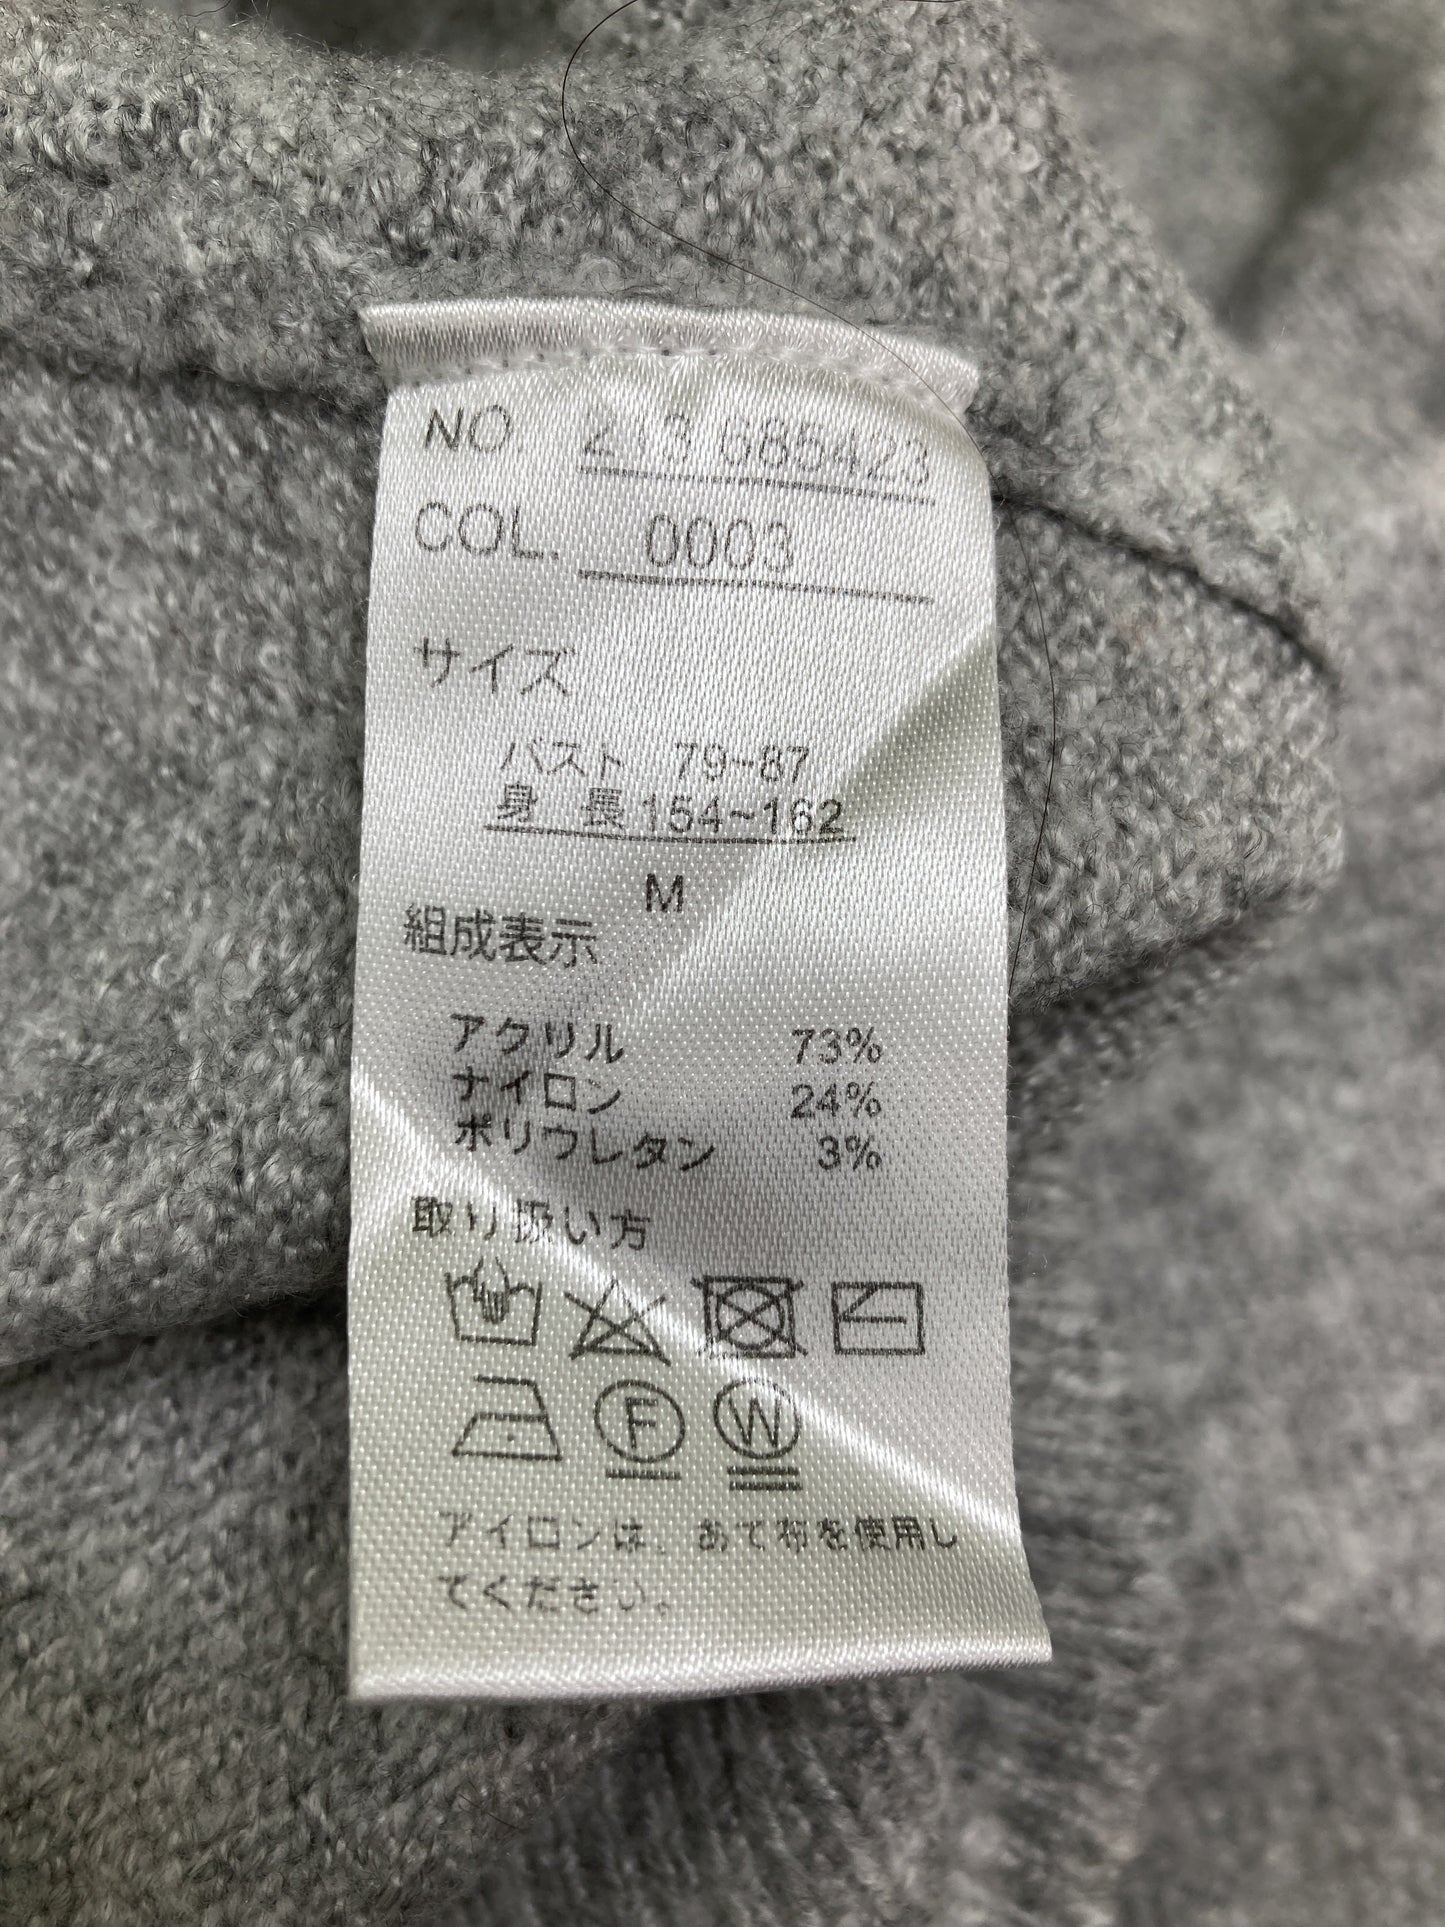 NO. 213 685423
COL. 0003
サイズ
バスト 79~87
身 長 154~162
M
組成表示
アクリル 73%
ナイロン 24%
ポリウレタン 3%
取り扱い方
F W
アイロンは、あて布を使用し
てください。